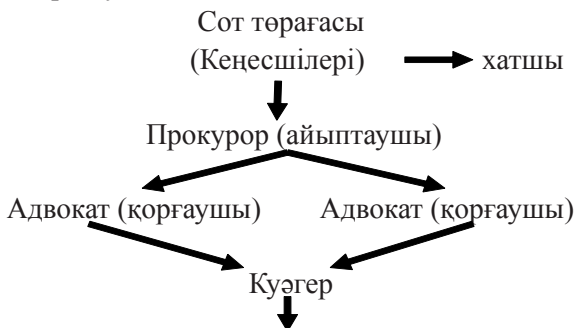 Сот төрағасы
(Кеңесшілері) хатшы
Прокурор (айыптаушы)
Адвокат (қорғаушы) Адвокат (қорғаушы)
Куәгер